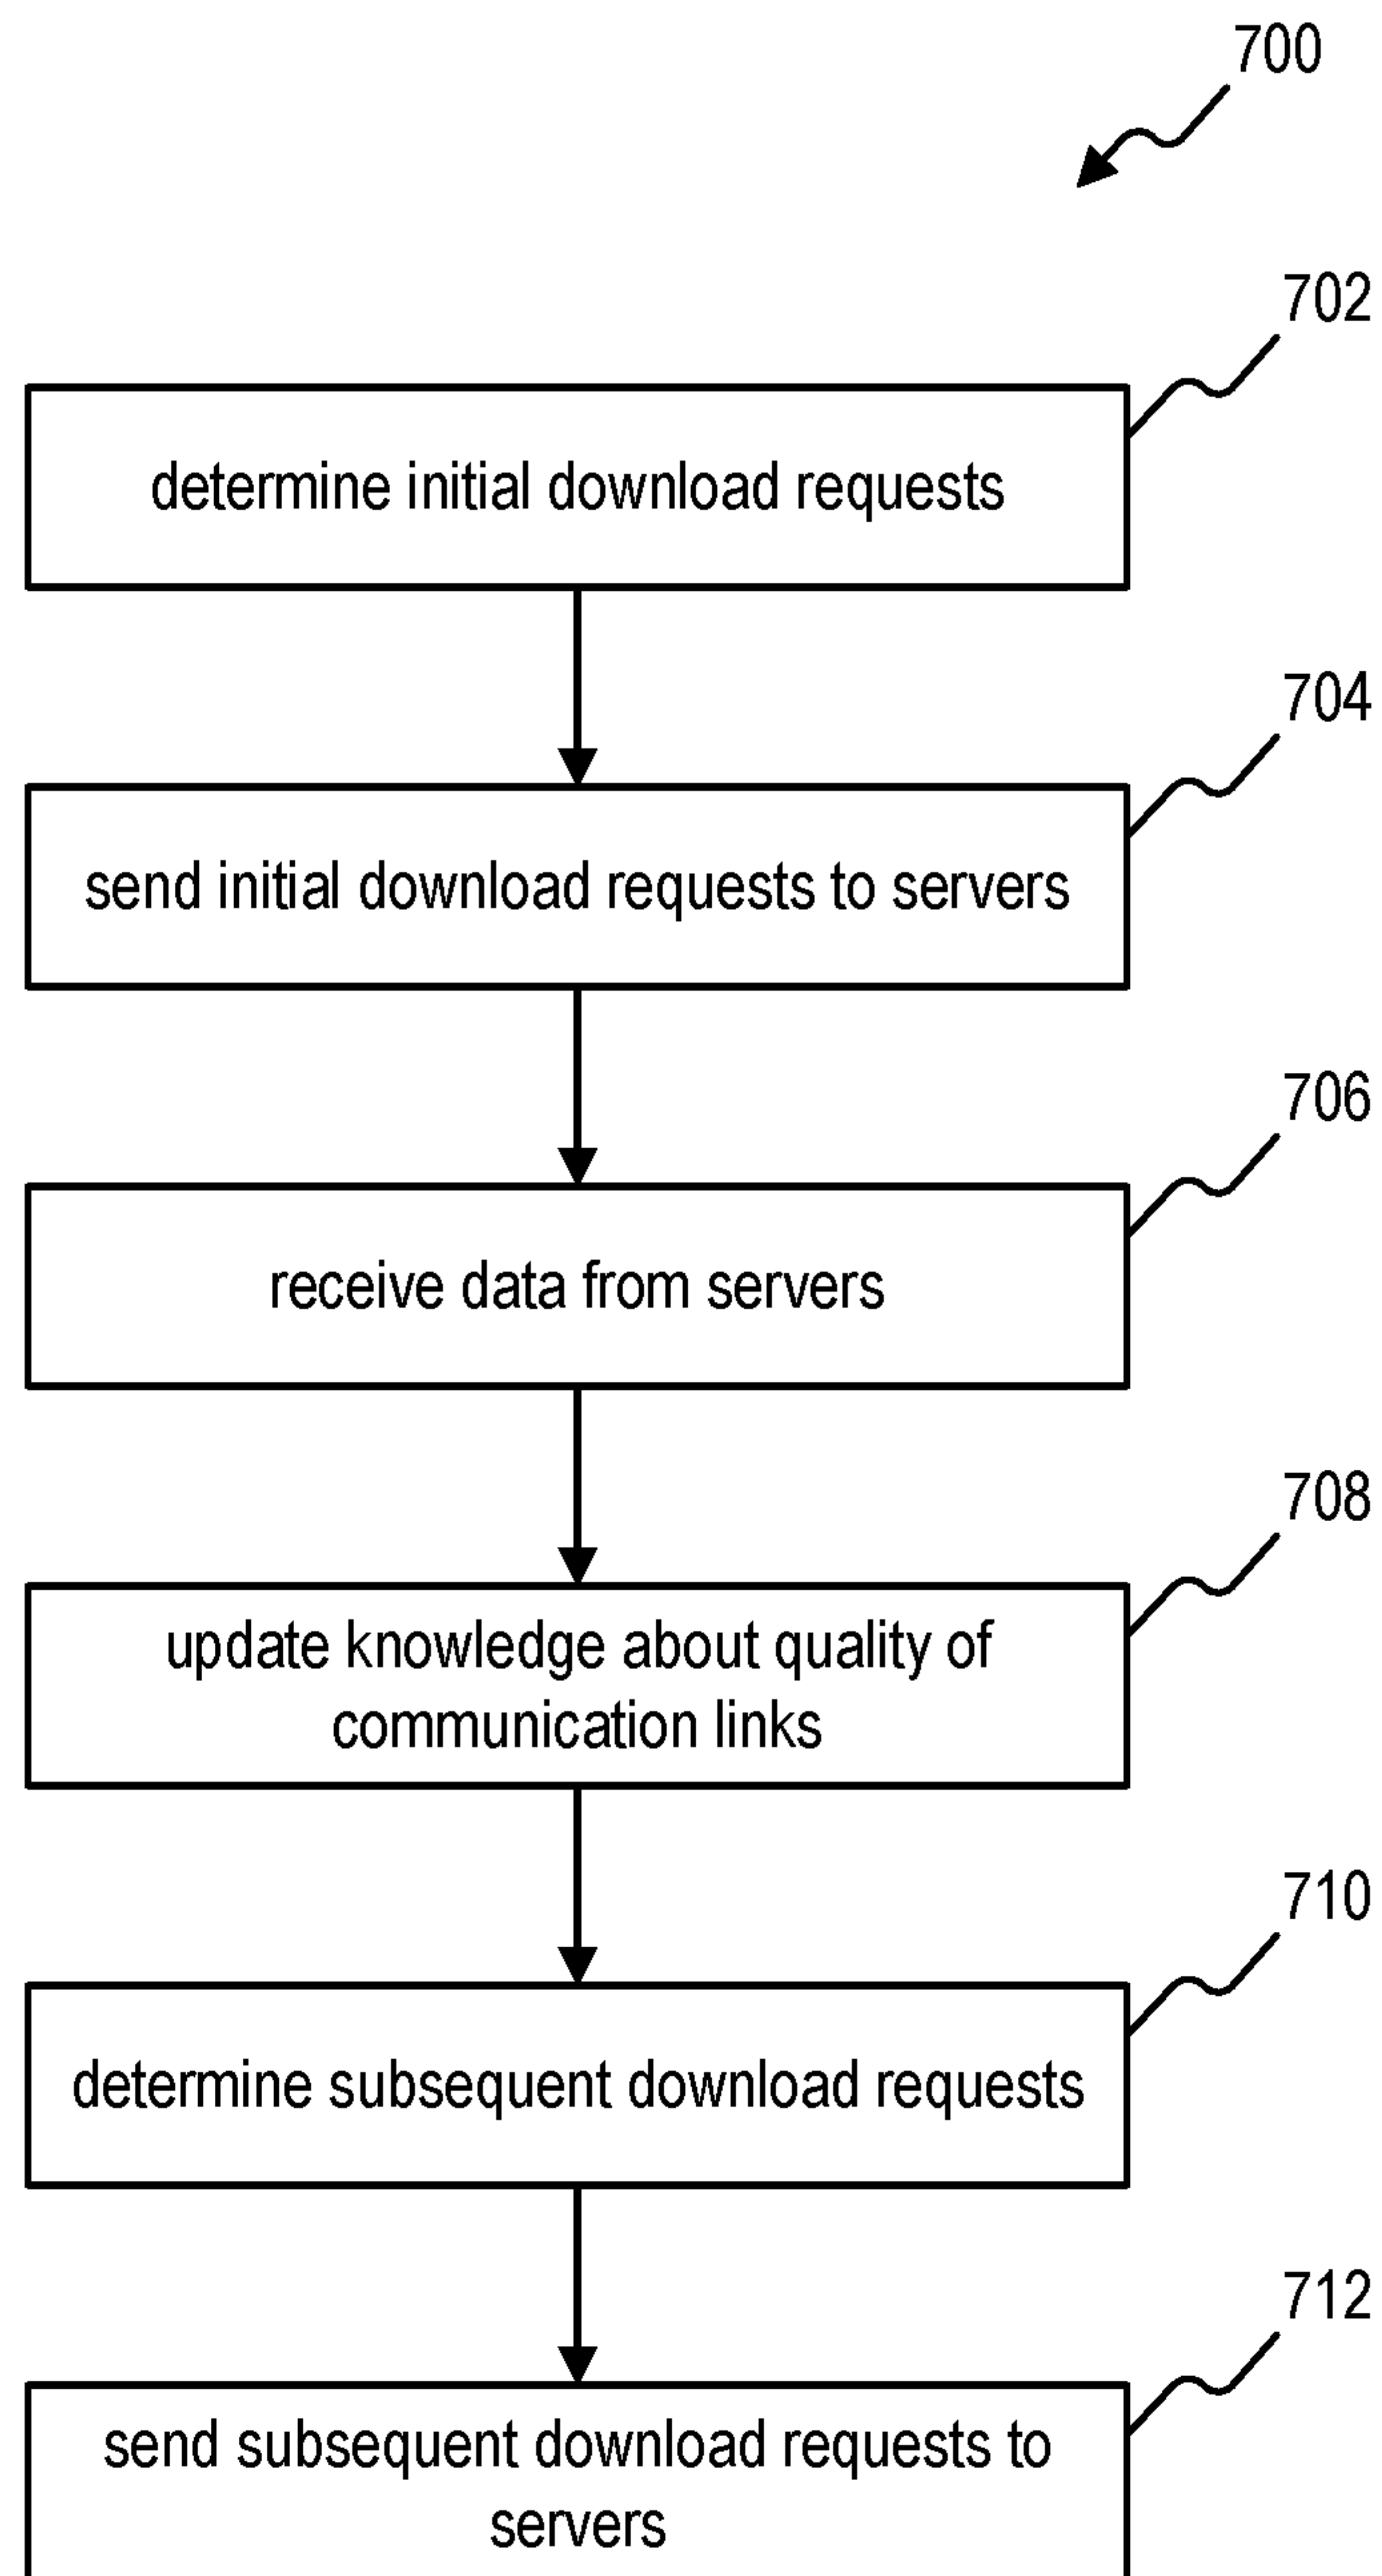 700
702
determine initial download requests
704
send initial download requests to servers
706
receive data from servers
708
update knowledge about quality of
communication links
710
determine subsequent download requests
712
send subsequent download requests to
servers